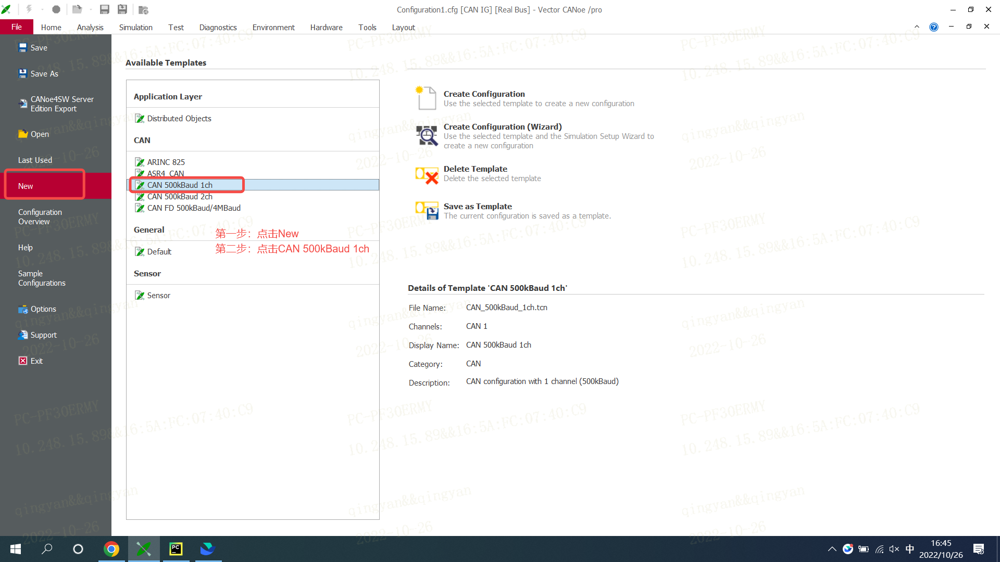 Configuration1.cfg [CAN IG] [Real Bus] - Vector CANoe /pro
File
Home
Analysis
Simulation
Test
Diagnostics
Environment
Hardware
Tools
Layout
Save
Save As
CANoe4SW Server
Edition Export
Open
Last Used
New
Configuration
Overview
Help
Sample
Configurations
Options
Support
Exit
Available Templates
Application Layer
Distributed Objects
CAN
ARINC 825
ASR4_CAN
CAN 500kBaud 1ch
CAN 500kBaud 2ch
CAN FD 500kBaud/4MBaud
General
第一步：点击New
第二步：点击CAN 500kBaud 1ch
Default
Sensor
Sensor
Create Configuration
Use the selected template to create a new configuration
Create Configuration (Wizard)
Use the selected template and the Simulation Setup Wizard to
create a new configuration
Delete Template
Delete the selected template
Save as Template
The current configuration is saved as a template.
Details of Template 'CAN 500kBaud 1ch'
File Name: CAN_500kBaud_1ch.tcn
Channels: CAN 1
Display Name: CAN 500kBaud 1ch
Category: CAN
Description: CAN configuration with 1 channel (500kBaud)
PC-PF30ERMY
10.248.15.89&&16:5A:FC:07:40:C9
qingyan&&qingyan
2022-10-26
PC
中
16:45
2022/10/26